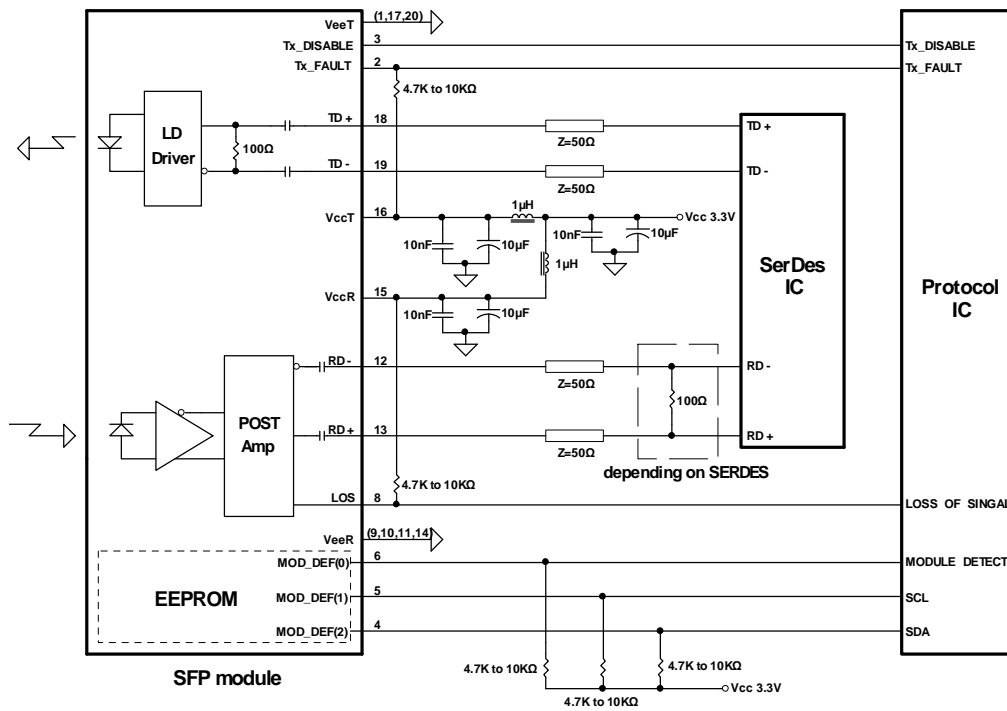 VeeT (1,17,20)
Tx_DISABLE 3 Tx_DISABLE
Tx_FAULT 2 Tx_FAULT
4.7K to 10KΩ
LD
Driver
100Ω
TD + 18 Z=50Ω TD +
TD - 19 Z=50Ω TD -
VccT 16 1µH Vcc 3.3V
10nF 10µF 10nF 10µF
1µH
SerDes
IC
Protocol
IC
VccR 15
10nF 10µF
RD - 12 Z=50Ω RD -
100Ω
POST
Amp
RD + 13 Z=50Ω RD +
depending on SERDES
4.7K to 10KΩ
LOS 8 LOSS OF SINGAL
VeeR (9,10,11,14)
MOD_DEF(0) 6 MODULE DETECT
EEPROM
MOD_DEF(1) 5 SCL
MOD_DEF(2) 4 SDA
4.7K to 10KΩ 4.7K to 10KΩ
4.7K to 10KΩ
Vcc 3.3V
SFP module